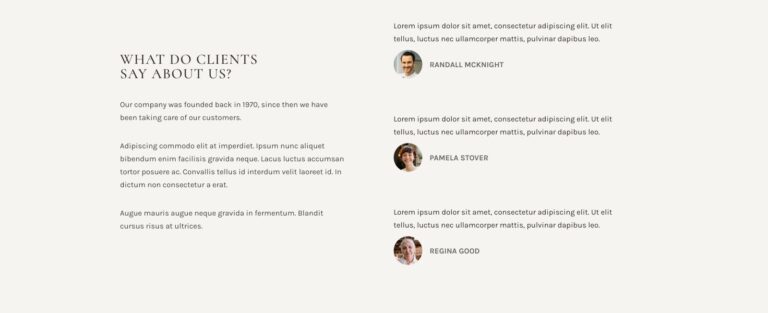 WHAT DO CLIENTS
SAY ABOUT US?
Our company was founded back in 1970, since then we have
been taking care of our customers.
Adipiscing commodo elit at imperdiet. Ipsum nunc aliquet
bibendum enim facilisis gravida neque. Lacus luctus accumsan
tortor posuere ac. Convallis tellus id interdum velit laoreet id. In
dictum non consectetur a erat.
Augue mauris augue neque gravida in fermentum. Blandit
cursus risus at ultrices.
Lorem ipsum dolor sit amet, consectetur adipiscing elit. Ut elit
tellus, luctus nec ullamcorper mattis, pulvinar dapibus leo.
RANDALL MCKNIGHT
Lorem ipsum dolor sit amet, consectetur adipiscing elit. Ut elit
tellus, luctus nec ullamcorper mattis, pulvinar dapibus leo.
PAMELA STOVER
Lorem ipsum dolor sit amet, consectetur adipiscing elit. Ut elit
tellus, luctus nec ullamcorper mattis, pulvinar dapibus leo.
REGINA GOOD